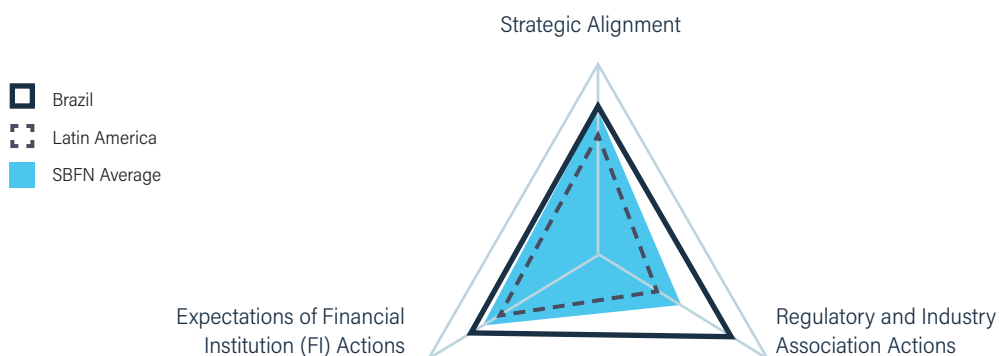 Strategic Alignment
Brazil
Latin America
SBFN Average
Expectations of Financial
Institution (FI) Actions
Regulatory and Industry
Association Actions